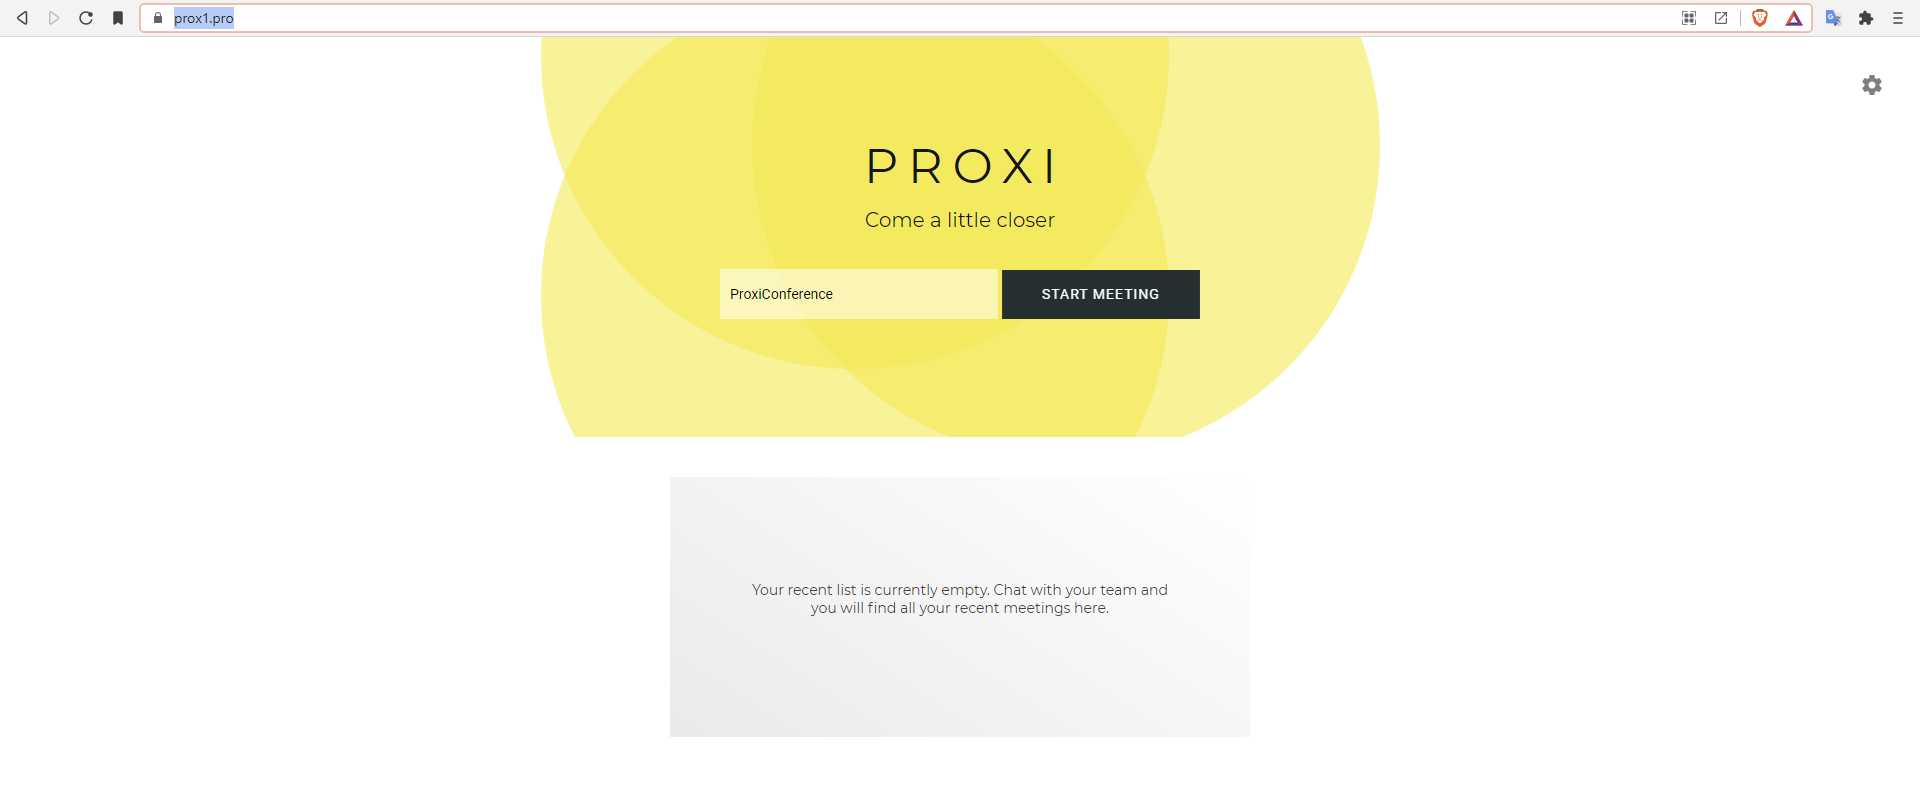 prox1.pro
PROXI
Come a little closer
ProxiConference
START MEETING
Your recent list is currently empty. Chat with your team and
you will find all your recent meetings here.